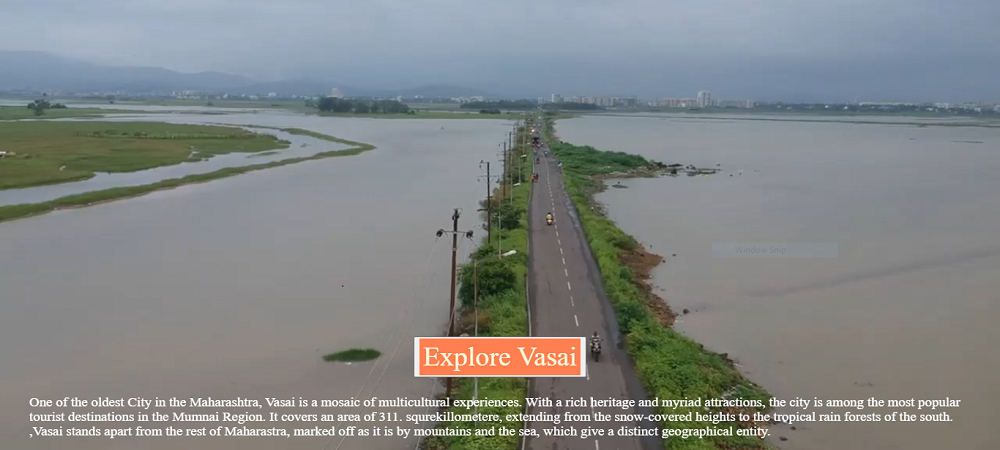 Window Snip
Explore Vasai
One of the oldest City in the Maharashtra, Vasai is a mosaic of multicultural experiences. With a rich heritage and myriad attractions, the city is among the most popular
tourist destinations in the Mumnai Region. It covers an area of 311. squrekillometere, extending from the snow-covered heights to the tropical rain forests of the south.
,Vasai stands apart from the rest of Maharastra, marked off as it is by mountains and the sea, which give a distinct geographical entity.